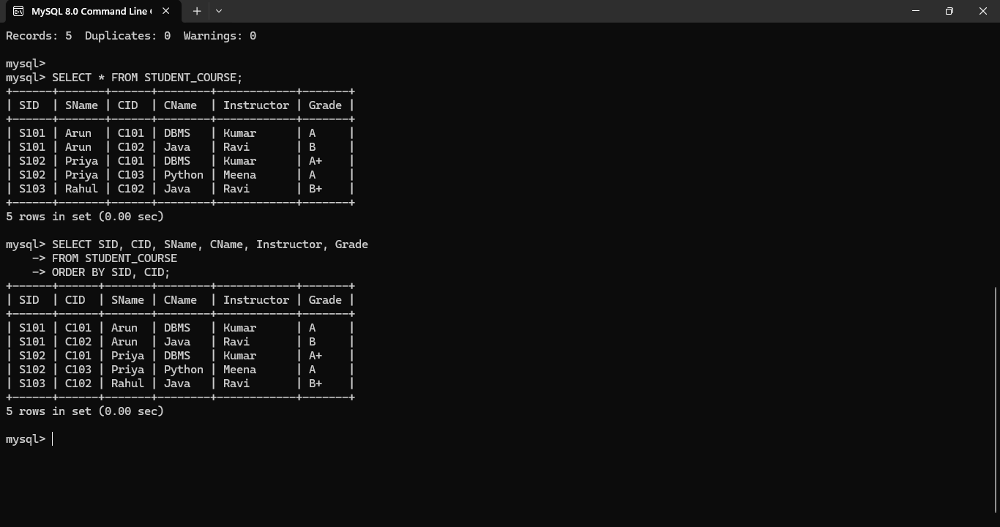 MySQL 8.0 Command Line
Records: 5  Duplicates: 0  Warnings: 0
mysql>
mysql> SELECT * FROM STUDENT_COURSE;
+------+-------+------+--------+------------+-------+
| SID  | SName | CID  | CName  | Instructor | Grade |
+------+-------+------+--------+------------+-------+
| S101 | Arun  | C101 | DBMS   | Kumar      | A     |
| S101 | Arun  | C102 | Java   | Ravi       | B     |
| S102 | Priya | C101 | DBMS   | Kumar      | A+    |
| S102 | Priya | C103 | Python | Meena      | A     |
| S103 | Rahul | C102 | Java   | Ravi       | B+    |
+------+-------+------+--------+------------+-------+
5 rows in set (0.00 sec)
mysql> SELECT SID, CID, SName, CName, Instructor, Grade
    -> FROM STUDENT_COURSE
    -> ORDER BY SID, CID;
+------+------+-------+--------+------------+-------+
| SID  | CID  | SName | CName  | Instructor | Grade |
+------+------+-------+--------+------------+-------+
| S101 | C101 | Arun  | DBMS   | Kumar      | A     |
| S101 | C102 | Arun  | Java   | Ravi       | B     |
| S102 | C101 | Priya | DBMS   | Kumar      | A+    |
| S102 | C103 | Priya | Python | Meena      | A     |
| S103 | C102 | Rahul | Java   | Ravi       | B+    |
+------+------+-------+--------+------------+-------+
5 rows in set (0.00 sec)
mysql>